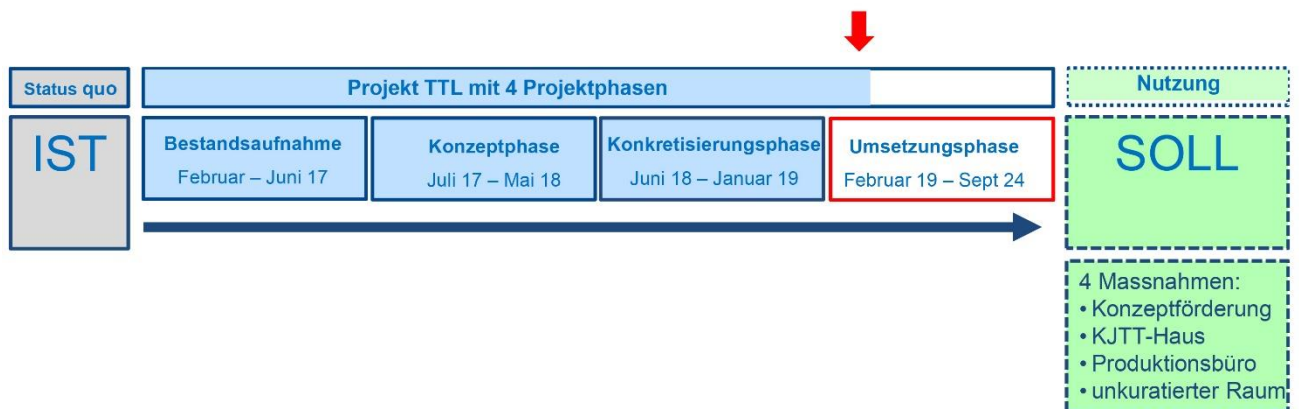 Status quo
Projekt TTL mit 4 Projektphasen
Nutzung
IST
Bestandsaufnahme
Februar – Juni 17
Konzeptphase
Juli 17 – Mai 18
Konkretisierungsphase
Juni 18 – Januar 19
Umsetzungsphase
Februar 19 – Sept 24
SOLL
4 Massnahmen:
• Konzeptförderung
• KJTT-Haus
• Produktionsbüro
• unkuratierter Raum